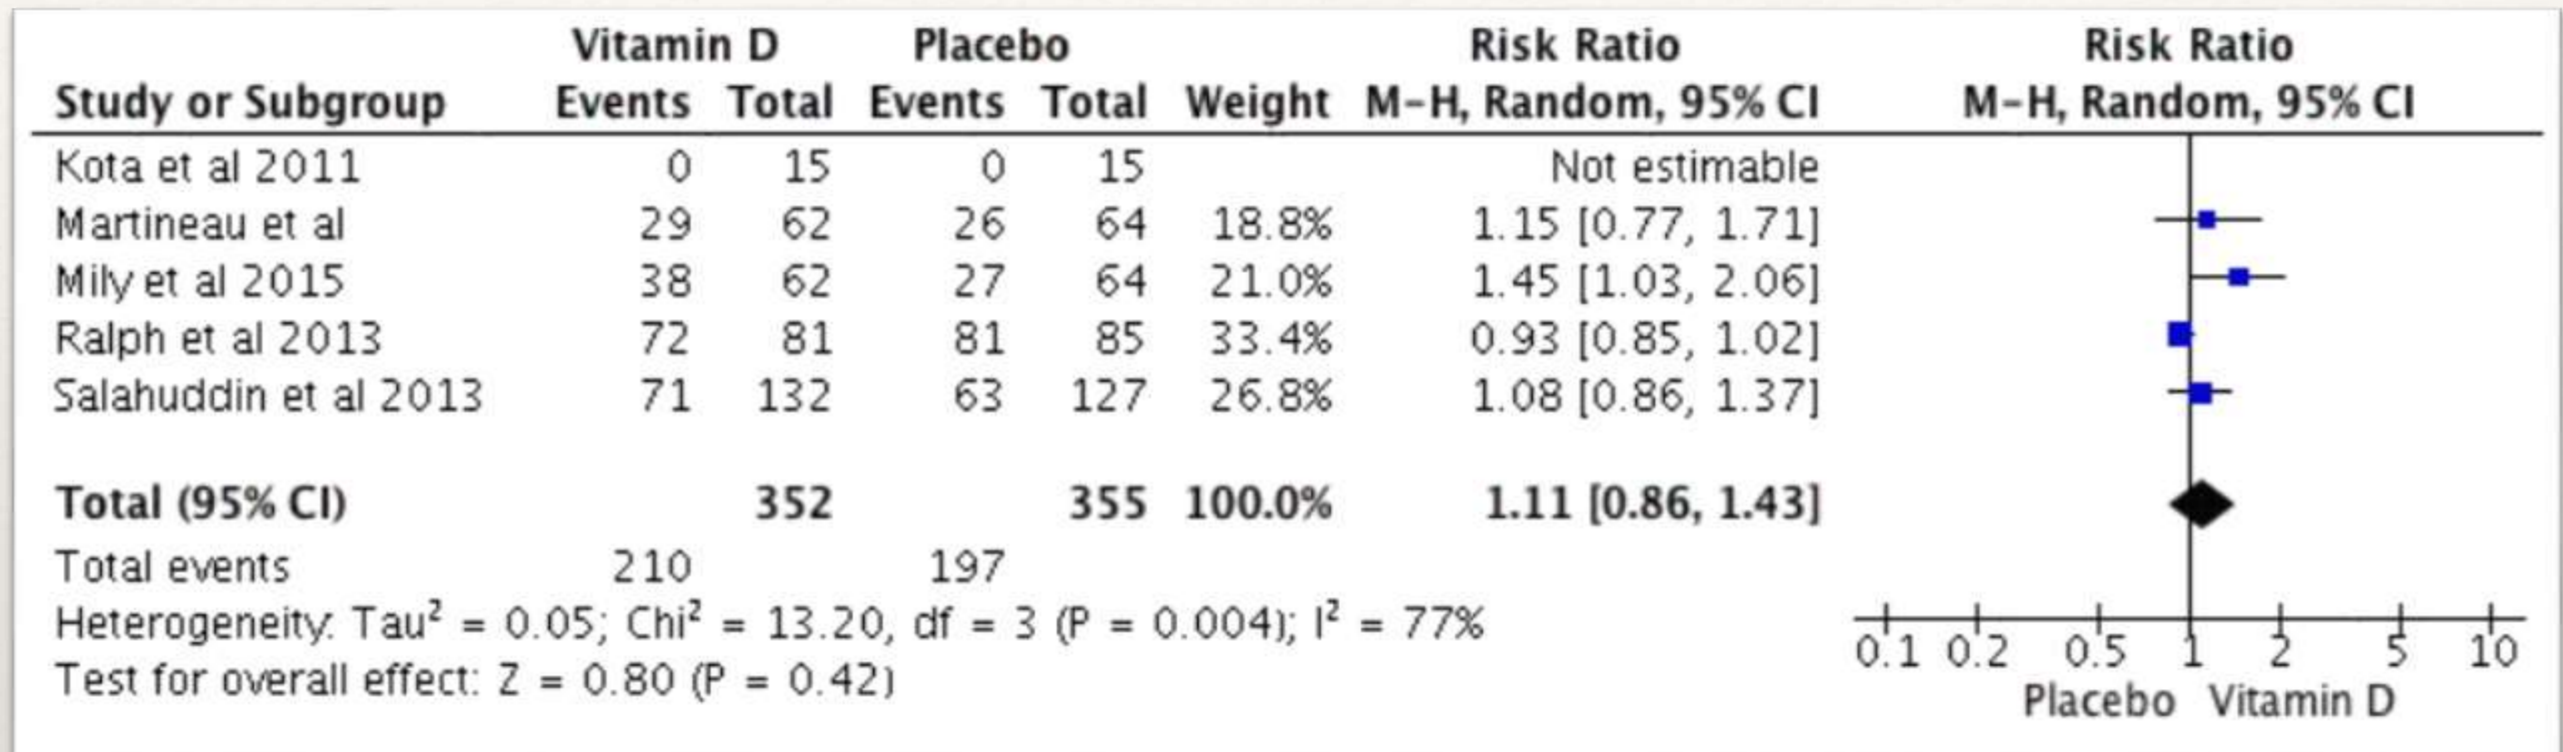 Vitamin D Placebo Risk Ratio Risk Ratio
Study or Subgroup Events Total Events Total Weight M-H, Random, 95% CI M-H, Random, 95% CI
Kota et al 2011 0 15 0 15 Not estimable
Martineau et al 29 62 26 64 18.8% 1.15 [0.77, 1.71]
Mily et al 2015 38 62 27 64 21.0% 1.45 [1.03, 2.06]
Ralph et al 2013 72 81 81 85 33.4% 0.93 [0.85, 1.02]
Salahuddin et al 2013 71 132 63 127 26.8% 1.08 [0.86, 1.37]
Total (95% CI) 352 355 100.0% 1.11 [0.86, 1.43]
Total events 210 197
Heterogeneity: Tau² = 0.05; Chi² = 13.20, df = 3 (P = 0.004); I² = 77%
Test for overall effect: Z = 0.80 (P = 0.42)
0.1 0.2 0.5 1 2 5 10
Placebo Vitamin D